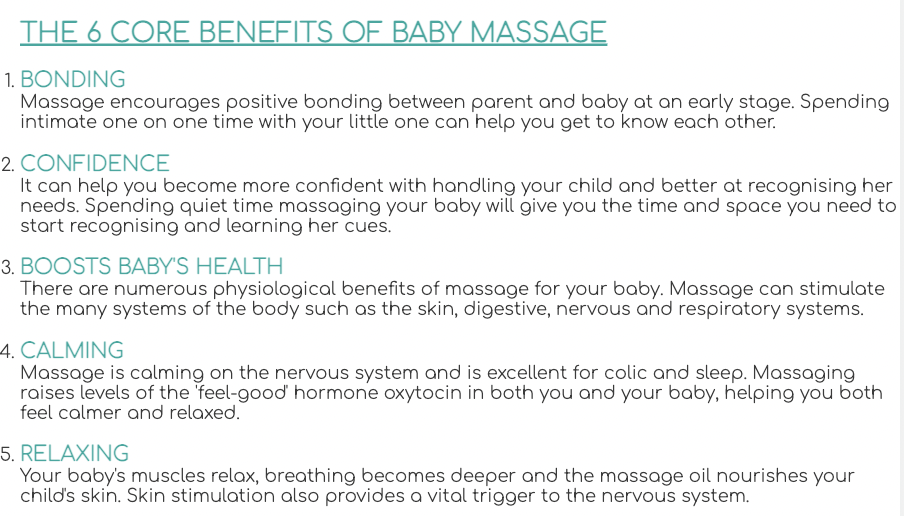 THE 6 CORE BENEFITS OF BABY MASSAGE
1. BONDING
Massage encourages positive bonding between parent and baby at an early stage. Spending
intimate one on one time with your little one can help you get to know each other.
2. CONFIDENCE
It can help you become more confident with handling your child and better at recognising her
needs. Spending quiet time massaging your baby will give you the time and space you need to
start recognising and learning her cues.
3. BOOSTS BABY'S HEALTH
There are numerous physiological benefits of massage for your baby. Massage can stimulate
the many systems of the body such as the skin, digestive, nervous and respiratory systems.
4. CALMING
Massage is calming on the nervous system and is excellent for colic and sleep. Massaging
raises levels of the 'feel-good' hormone oxytocin in both you and your baby, helping you both
feel calmer and relaxed.
5. RELAXING
Your baby's muscles relax, breathing becomes deeper and the massage oil nourishes your
child's skin. Skin stimulation also provides a vital trigger to the nervous system.